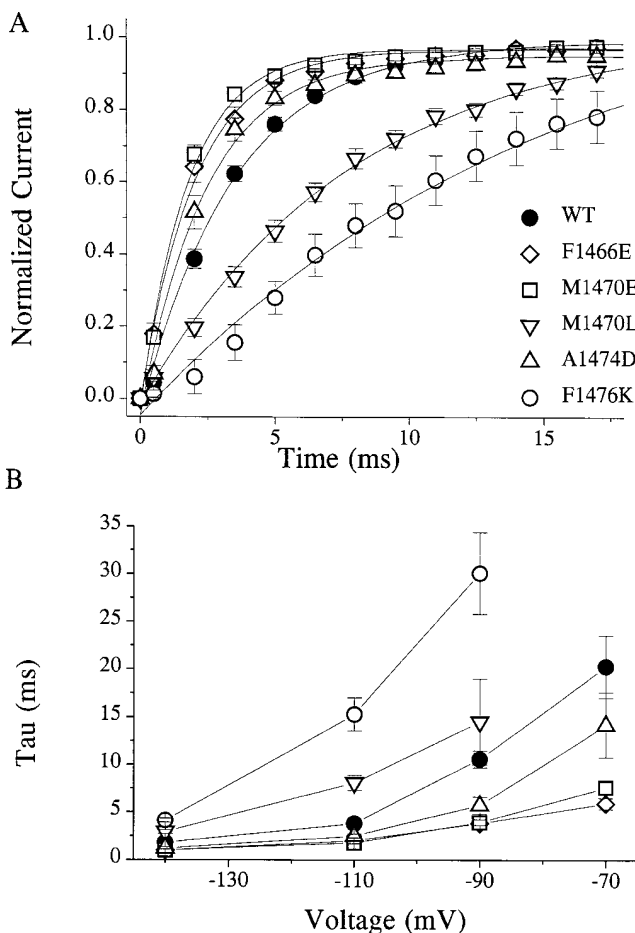 A
Normalized Current
1.0
0.8
0.6
0.4
0.2
0.0
WT
F1466E
M1470E
M1470L
A1474D
F1476K
0
5
10
15
Time (ms)
B
Tau (ms)
35
30
25
20
15
10
5
0
-130
-110
-90
-70
Voltage (mV)